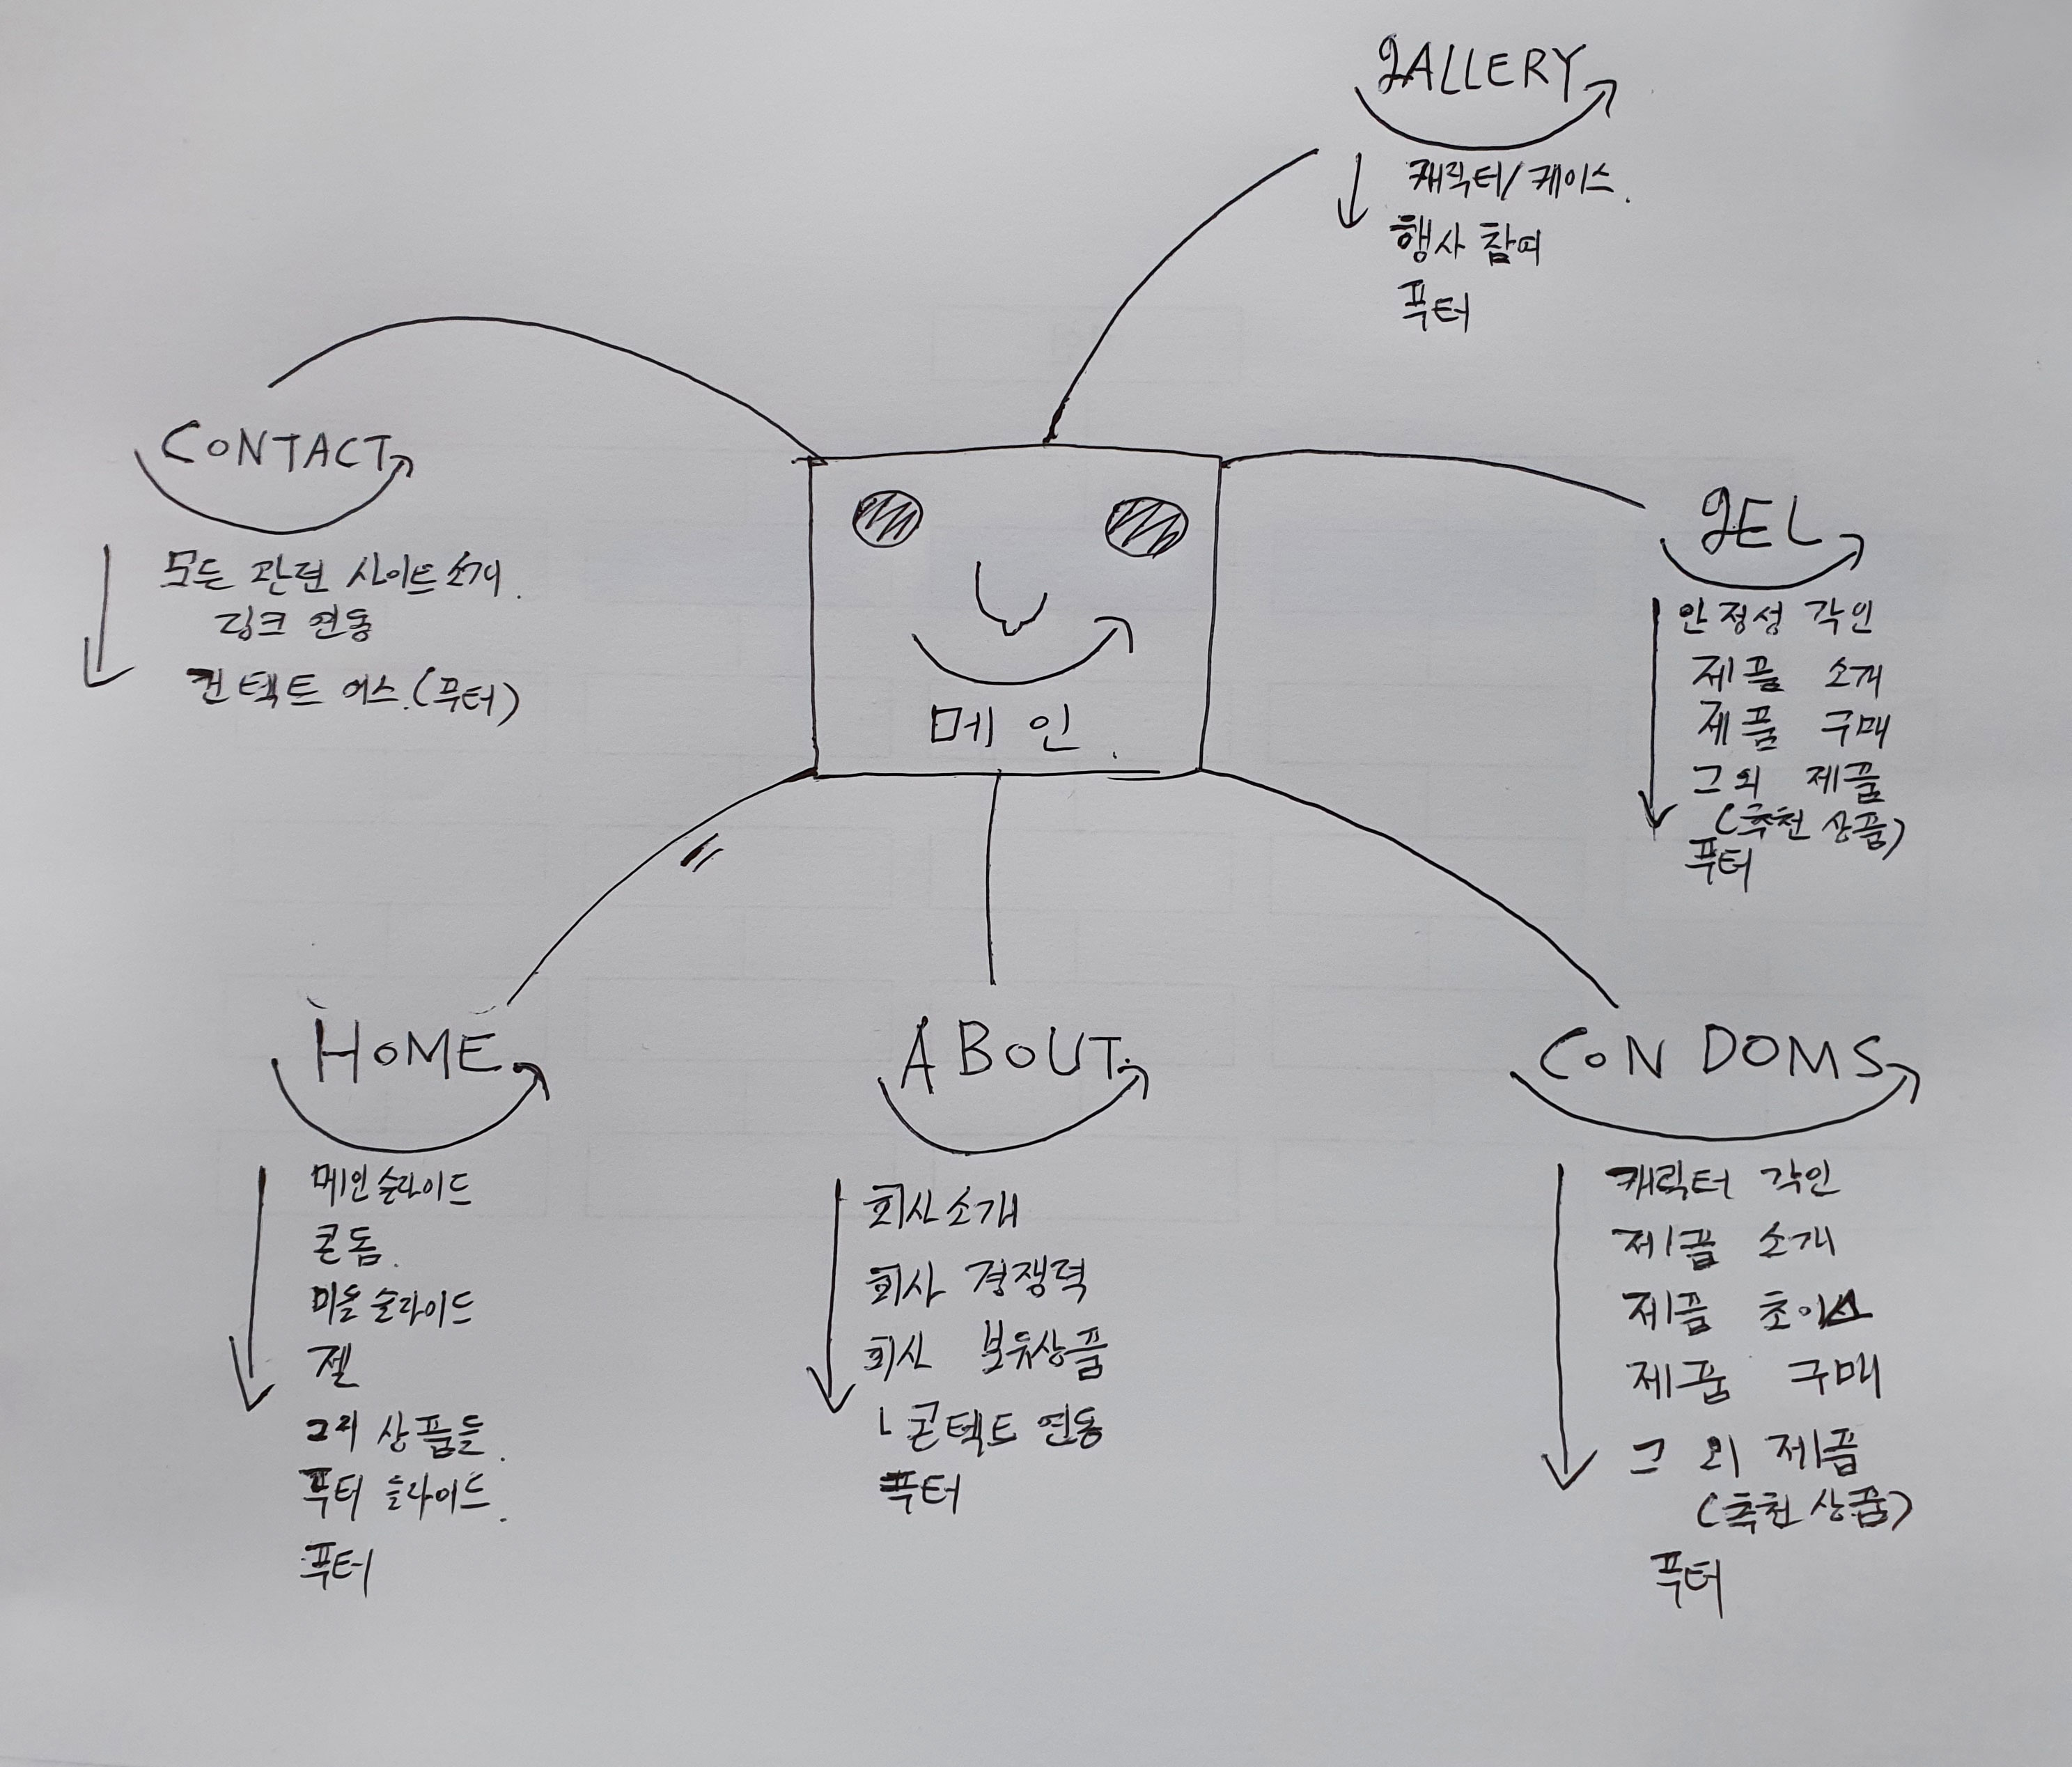 GALLERY
캐릭터/케이스.
행사 참여
푸터
CONTACT
모든 관련 사이트 소개.
링크 연동
컨텍트 어스.(푸터)
메인
GEL
안정성 각인
제품 소개
제품 구매
그 외 제품
(추천 상품)
푸터
HOME
메인슬라이드
콘돔.
미들슬라이드
젤
그외 상품들.
푸터 슬라이드.
푸터
ABOUT
회사소개
회사 경쟁력
회사 보유상품
ㄴ콘텍트 연동
푸터
CONDOMS
캐릭터 각인
제품 소개
제품 초이스
제품 구매
그 외 제품
(추천 상품)
푸터